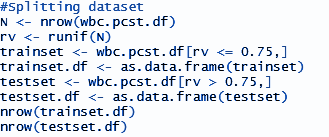 #Splitting dataset
N <- nrow(wbc.pcst.df)
rv <- runif(N)
trainset <- wbc.pcst.df[rv <= 0.75,]
trainset.df <- as.data.frame(trainset)
testset <- wbc.pcst.df[rv > 0.75,]
testset.df <- as.data.frame(testset)
nrow(trainset.df)
nrow(testset.df)